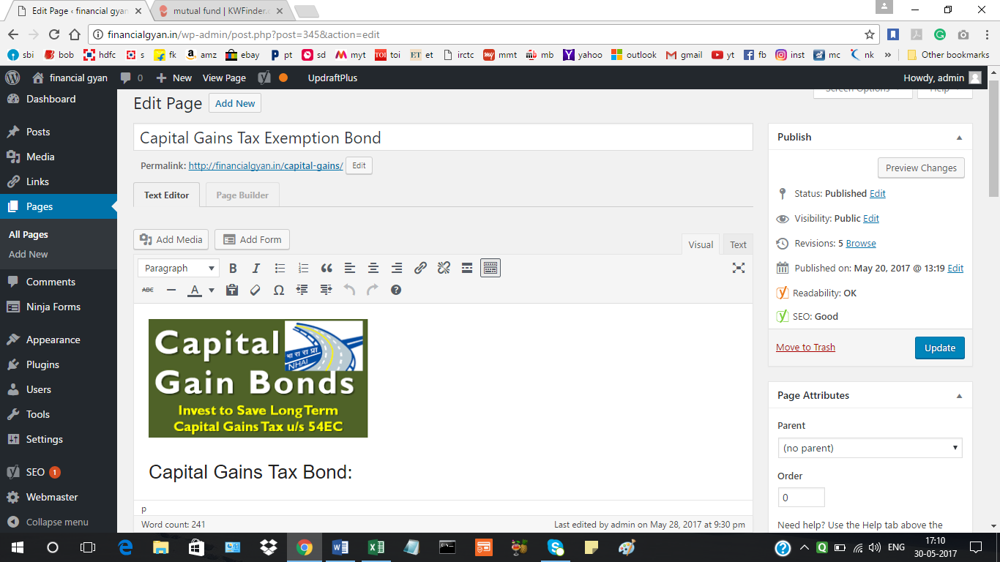 Edit Page ‹ financial gyan
mutual fund | KWFinder.c
financialgyan.in/wp-admin/post.php?post=345&action=edit
sbi bob hdfc s fk amz ebay pt sd myt toi et irctc mmt mb yahoo outlook gmail yt fb inst mc nk » Other bookmarks
financial gyan 0 New View Page UpdraftPlus Howdy, admin
Dashboard
Posts
Media
Links
Pages
All Pages
Add New
Comments
Ninja Forms
Appearance
Plugins
Users
Tools
Settings
SEO 1
Webmaster
Collapse menu
Screen Options Help
Edit Page Add New
Capital Gains Tax Exemption Bond
Permalink: http://financialgyan.in/capital-gains/ Edit
Text Editor Page Builder
Add Media Add Form
Visual Text
Paragraph B I
ABC A
Capital
भा रा रा प्रा
NHAI
Gain Bonds
Invest to Save Long Term
Capital Gains Tax u/s 54EC
Capital Gains Tax Bond:
p
Word count: 241
Last edited by admin on May 28, 2017 at 9:30 pm
Publish
Preview Changes
Status: Published Edit
Visibility: Public Edit
Revisions: 5 Browse
Published on: May 20, 2017 @ 13:19 Edit
Readability: OK
SEO: Good
Move to Trash Update
Page Attributes
Parent
(no parent)
Order
0
Need help? Use the Help tab above the
ENG
17:10
30-05-2017